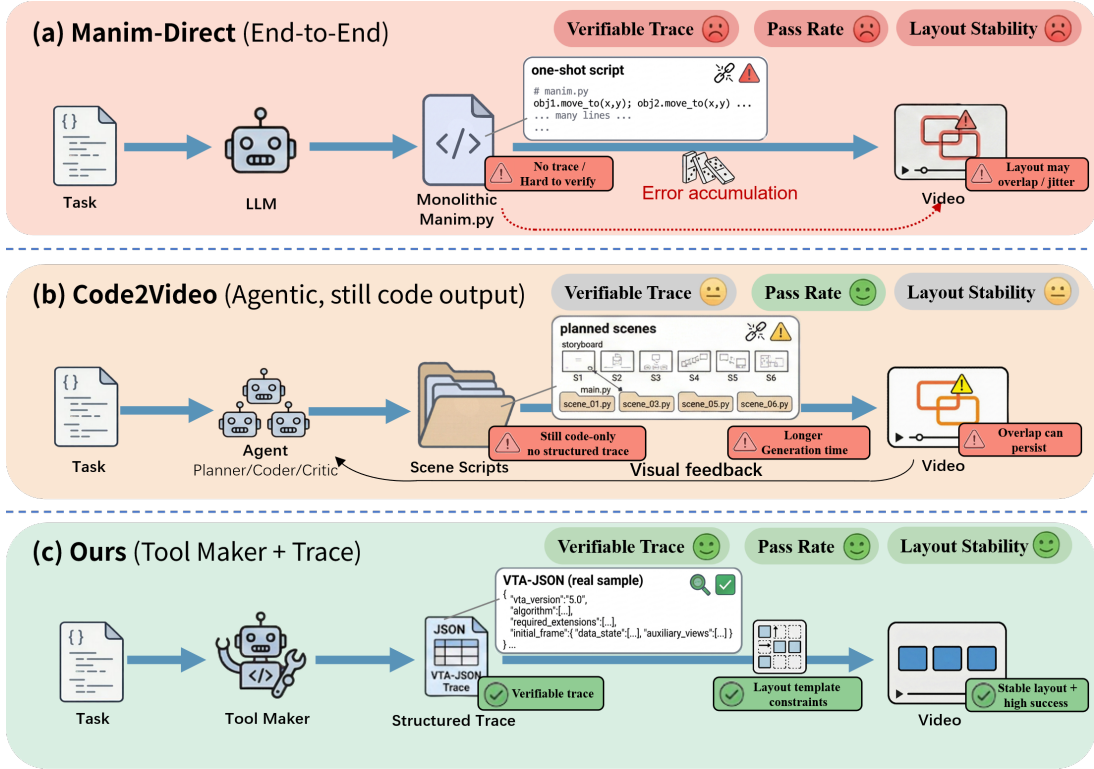 (a) Manim-Direct (End-to-End)
Verifiable Trace
Pass Rate
Layout Stability
one-shot script
# manim.py
obj1.move_to(x,y); obj2.move_to(x,y) ...
... many lines ...
...
{ }
</>
No trace /
Hard to verify
Error accumulation
Layout may
overlap / jitter
Task
LLM
Monolithic
Manim.py
Video
(b) Code2Video (Agentic, still code output)
Verifiable Trace
Pass Rate
Layout Stability
planned scenes
storyboard
S1 S2 S3 S4 S5 S6
main.py
scene_01.py scene_03.py scene_05.py scene_06.py
{ }
Still code-only
no structured trace
Longer
Generation time
Overlap can
persist
Task
Agent
Planner/Coder/Critic
Scene Scripts
Visual feedback
Video
(c) Ours (Tool Maker + Trace)
Verifiable Trace
Pass Rate
Layout Stability
VTA-JSON (real sample)
{ "vta_version":"5.0",
"algorithm":[...],
"required_extensions":[...],
"initial_frame":{ "data_state":[...], "auxiliary_views":[...] }
} ...
{ }
</>
JSON
VTA-JSON
Trace
Verifiable trace
Layout template
constraints
Stable layout +
high success
Task
Tool Maker
Structured Trace
Video